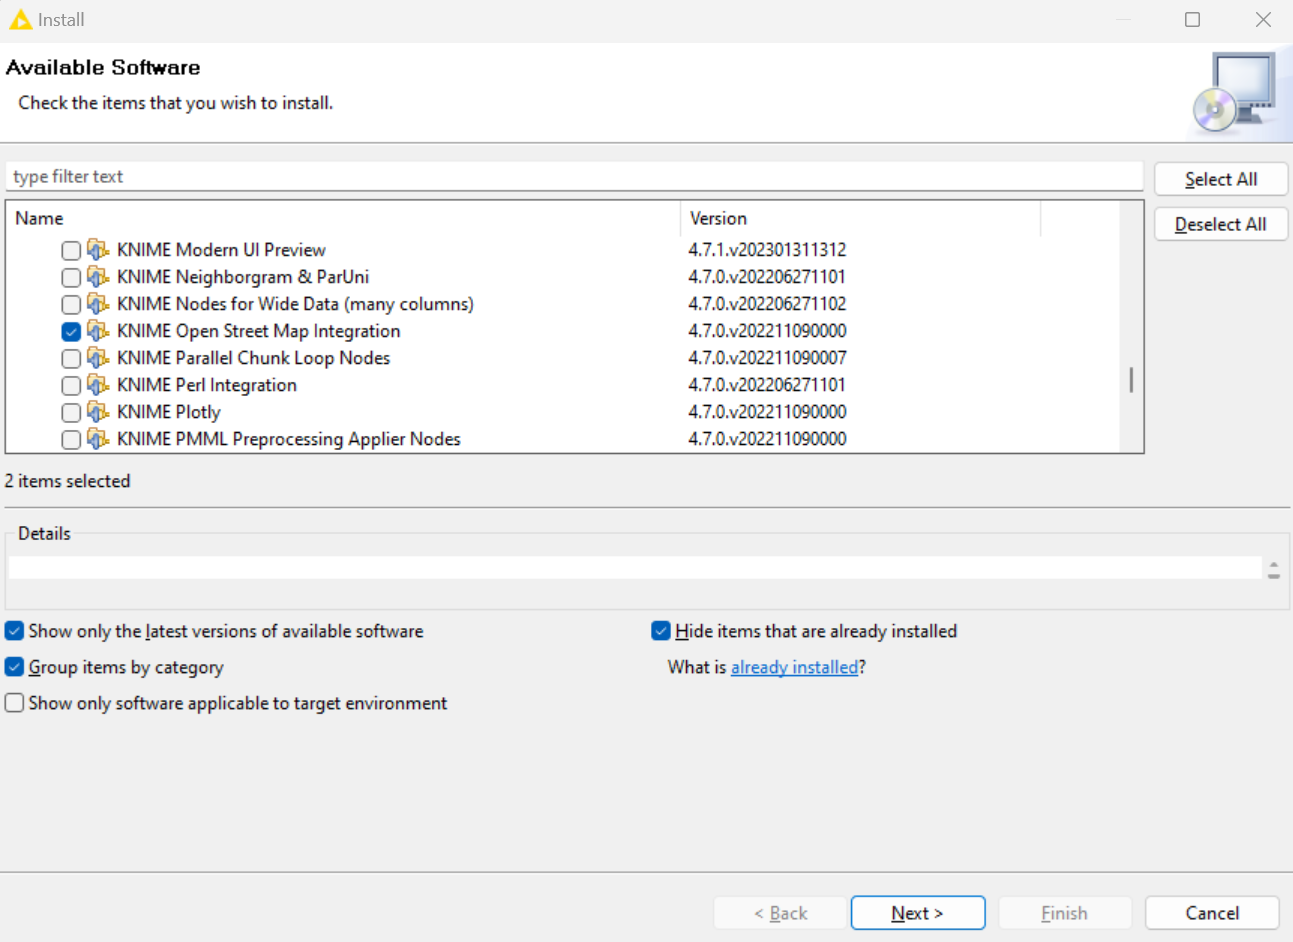 Install
Available Software
Check the items that you wish to install.
type filter text
Select All
Deselect All
Name Version
KNIME Modern UI Preview 4.7.1.v202301311312
KNIME Neighborgram & ParUni 4.7.0.v202206271101
KNIME Nodes for Wide Data (many columns) 4.7.0.v202206271102
KNIME Open Street Map Integration 4.7.0.v202211090000
KNIME Parallel Chunk Loop Nodes 4.7.0.v202211090007
KNIME Perl Integration 4.7.0.v202206271101
KNIME Plotly 4.7.0.v202211090000
KNIME PMML Preprocessing Applier Nodes 4.7.0.v202211090000
2 items selected
Details
Show only the latest versions of available software Hide items that are already installed
Group items by category What is already installed?
Show only software applicable to target environment
< Back Next > Finish Cancel